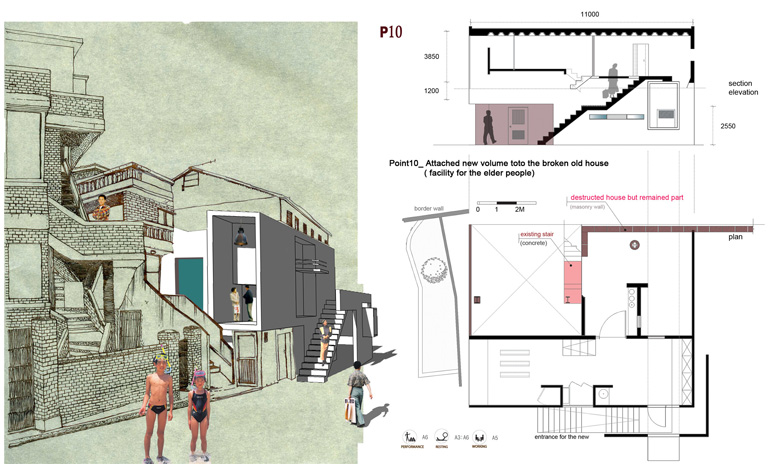 P10
11000
3850
1200
section
elevation
2550
Point10_ Attached new volume toto the broken old house
( facility for the elder people)
border wall
0 1 2M
destructed house but remained part
(masonry wall)
existing stair
(concrete)
plan
PERFORMANCE A6 RESTING A3/A6 WORKING A5
entrance for the new